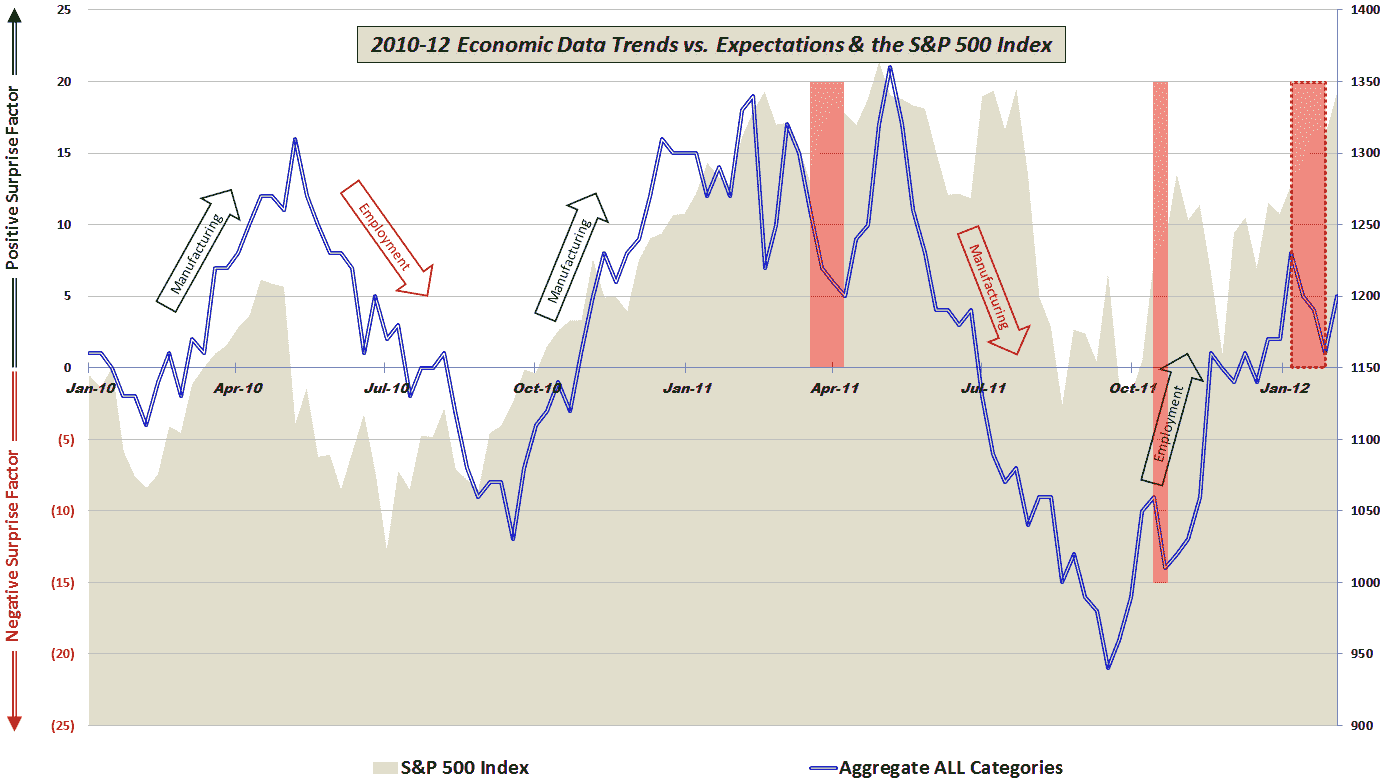 2010-12 Economic Data Trends vs. Expectations & the S&P 500 Index
Positive Surprise Factor
Negative Surprise Factor
25
20
15
10
5
0
(5)
(10)
(15)
(20)
(25)
1400
1350
1300
1250
1200
1150
1100
1050
1000
950
900
Jan-10
Apr-10
Jul-10
Oct-10
Jan-11
Apr-11
Jul-11
Oct-11
Jan-12
Manufacturing
Employment
Manufacturing
Manufacturing
Employment
S&P 500 Index
Aggregate ALL Categories